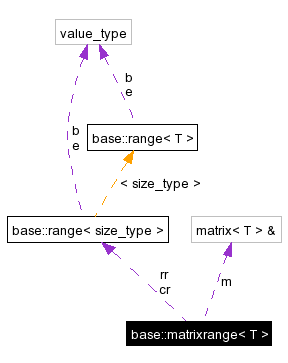 value_type
b
e
b
e
base::range< T >
< size_type >
base::range< size_type >
matrix< T > &
rr
cr
m
base::matrixrange< T >